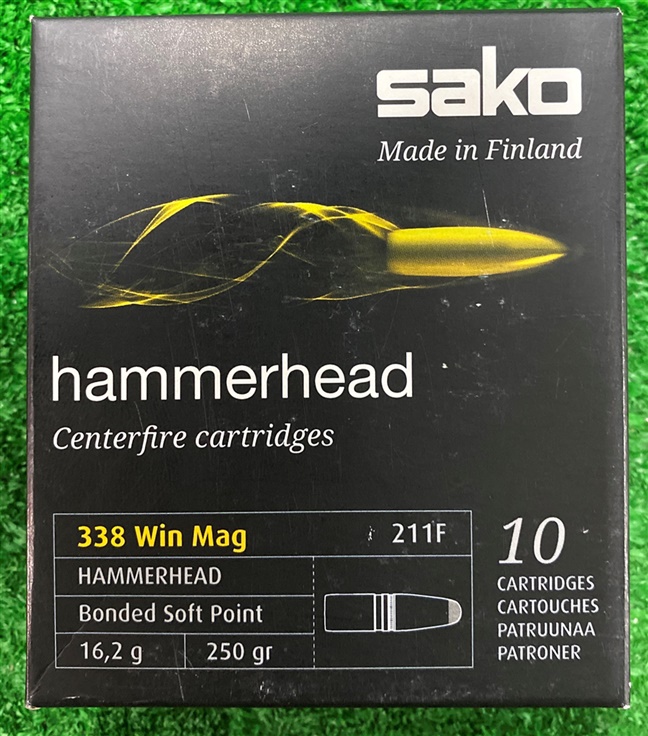 sako
Made in Finland
hammerhead
Centerfire cartridges
338 Win Mag 211F
HAMMERHEAD
Bonded Soft Point
16,2 g 250 gr
10
CARTRIDGES
CARTOUCHES
PATRUUNAA
PATRONER